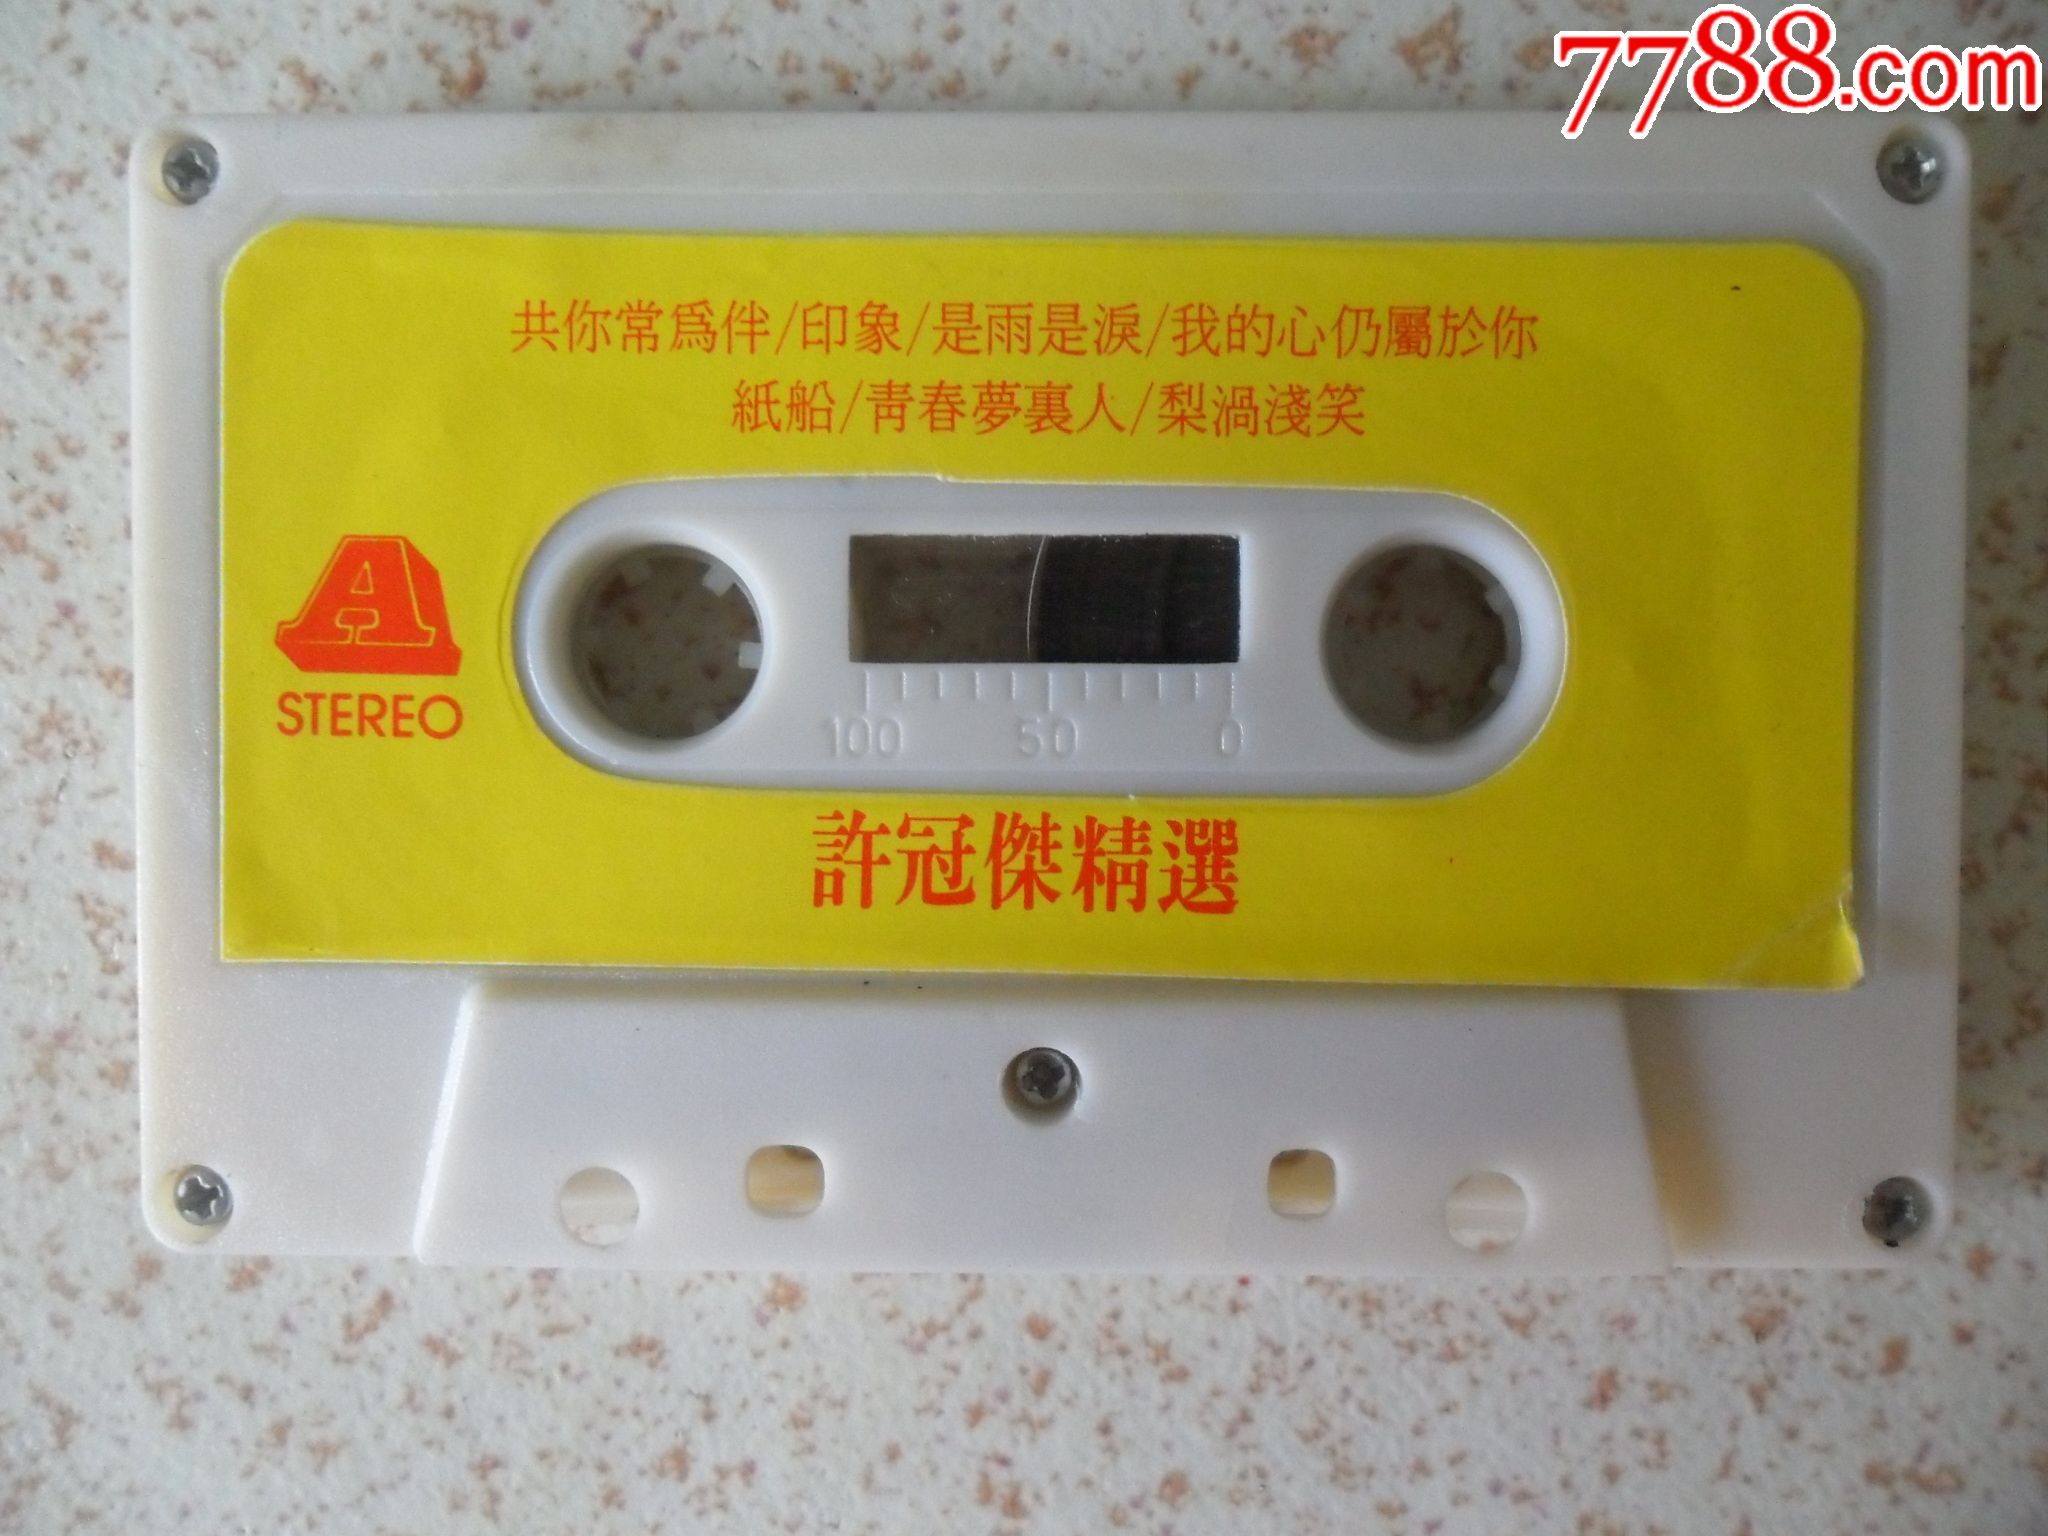 7788.com
共你常爲伴/印象/是雨是淚/我的心仍屬於你
紙船/靑春夢裏人/梨渦淺笑
A
STEREO
100 50 0
許冠傑精選